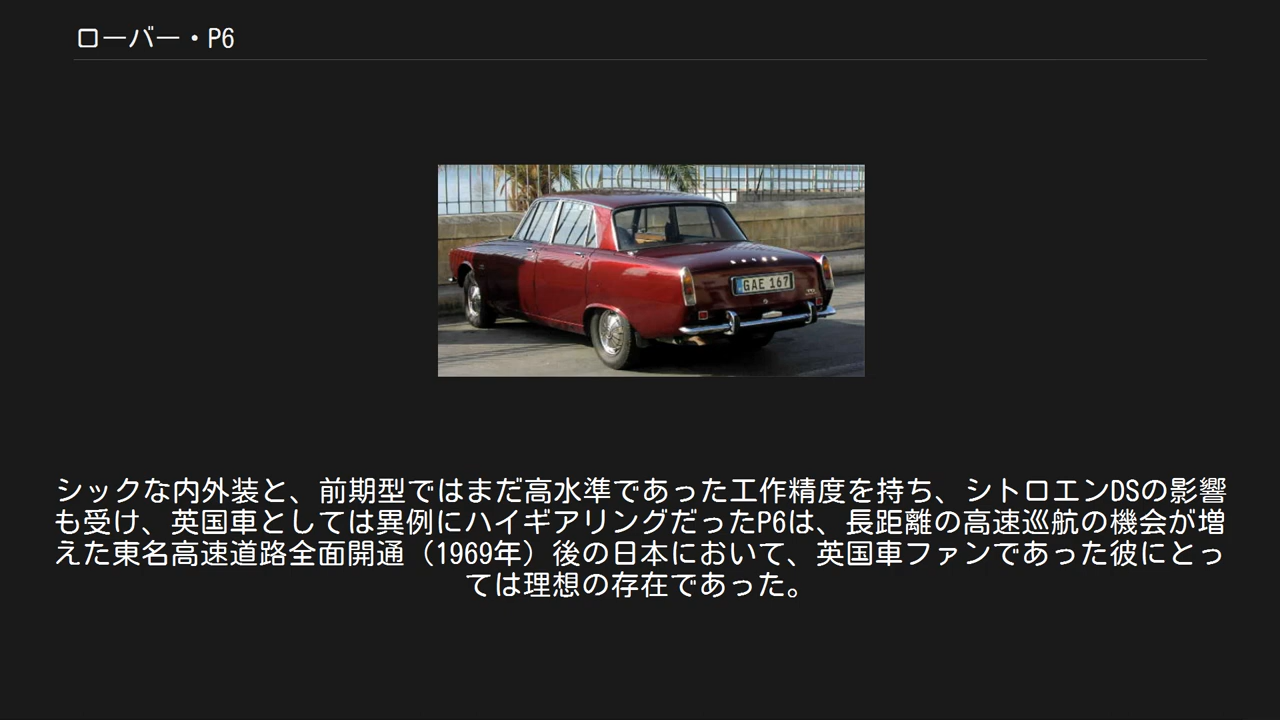 ローバー・P6
GAE 167
シックな内外装と、前期型ではまだ高水準であった工作精度を持ち、シトロエンDSの影響
も受け、英国車としては異例にハイギアリングだったP6は、長距離の高速巡航の機会が増
えた東名高速道路全面開通（1969年）後の日本において、英国車ファンであった彼にとっ
ては理想の存在であった。